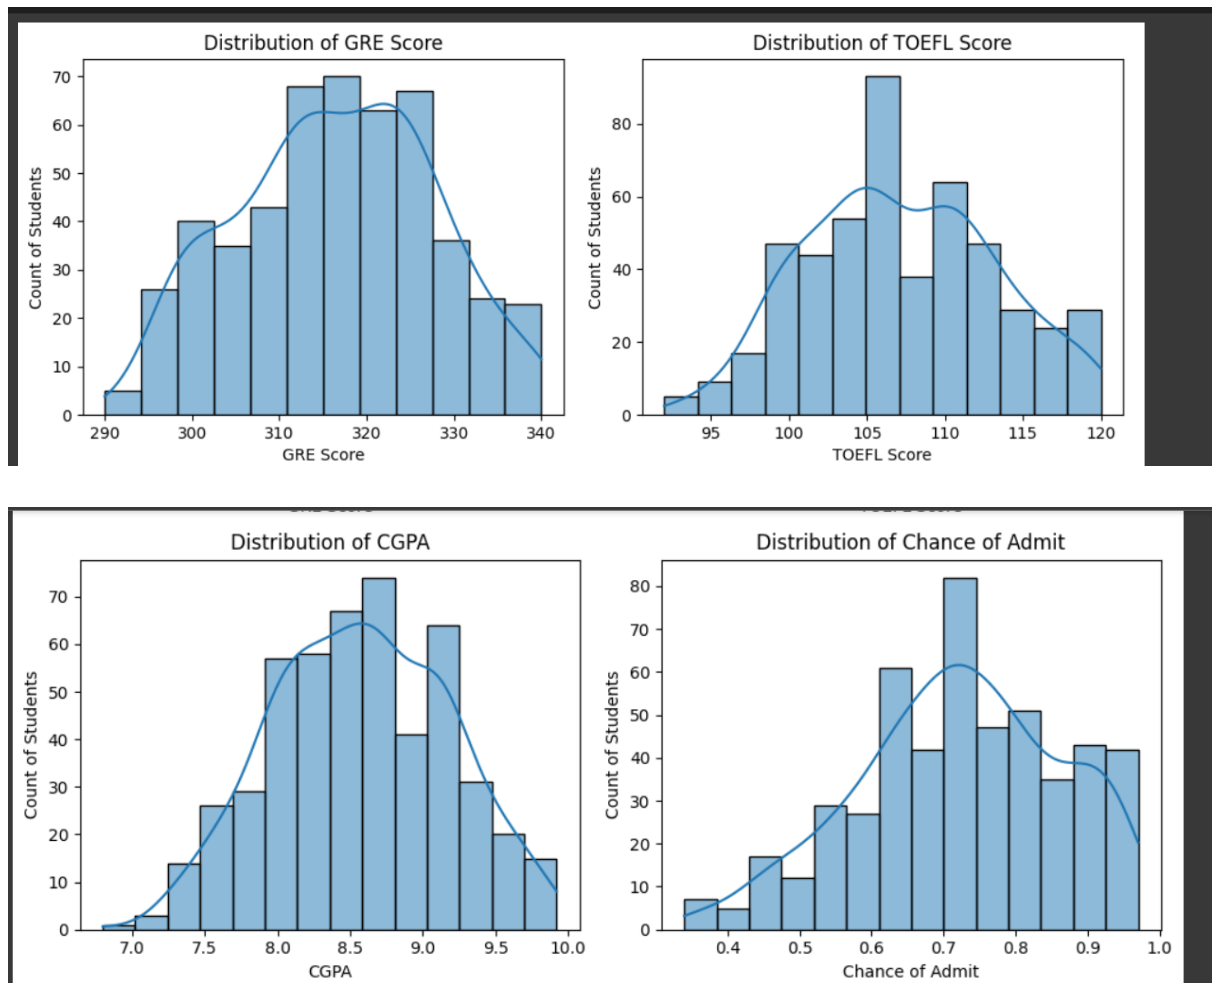 Distribution of GRE Score
Distribution of TOEFL Score
Count of Students
70
60
50
40
30
20
10
0
290 300 310 320 330 340
GRE Score
Count of Students
80
60
40
20
0
95 100 105 110 115 120
TOEFL Score
Distribution of CGPA
Distribution of Chance of Admit
Count of Students
70
60
50
40
30
20
10
0
7.0 7.5 8.0 8.5 9.0 9.5 10.0
CGPA
Count of Students
80
70
60
50
40
30
20
10
0
0.4 0.5 0.6 0.7 0.8 0.9 1.0
Chance of Admit